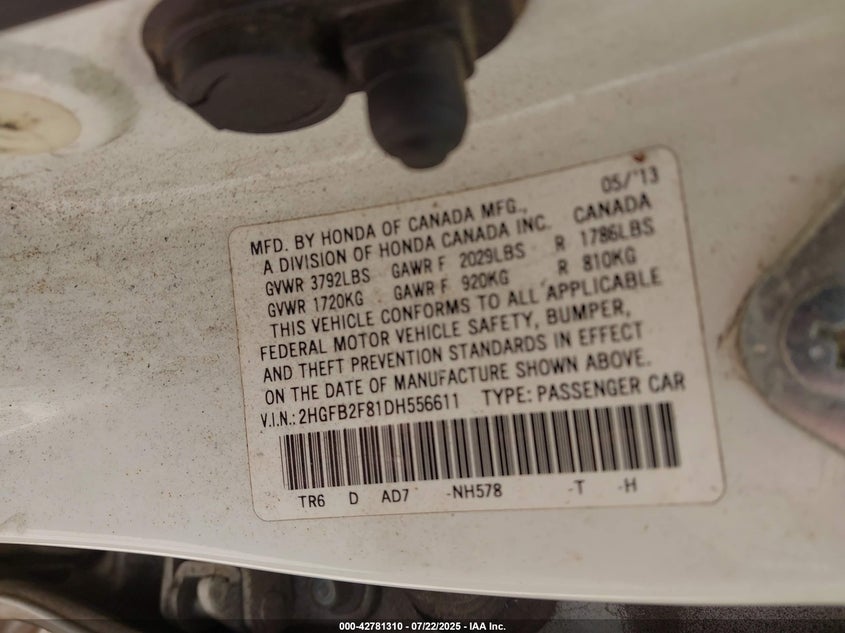 05/'13
MFD. BY HONDA OF CANADA MFG.,
A DIVISION OF HONDA CANADA INC. CANADA
GVWR 3792LBS GAWR F 2029LBS R 1786LBS
GVWR 1720KG GAWR F 920KG R 810KG
THIS VEHICLE CONFORMS TO ALL APPLICABLE
FEDERAL MOTOR VEHICLE SAFETY, BUMPER,
AND THEFT PREVENTION STANDARDS IN EFFECT
ON THE DATE OF MANUFACTURE SHOWN ABOVE.
V.I.N.: 2HGFB2F81DH556611 TYPE: PASSENGER CAR
TR6 D AD7 -NH578 -T -H
000-42781310 - 07/22/2025 - IAA Inc.